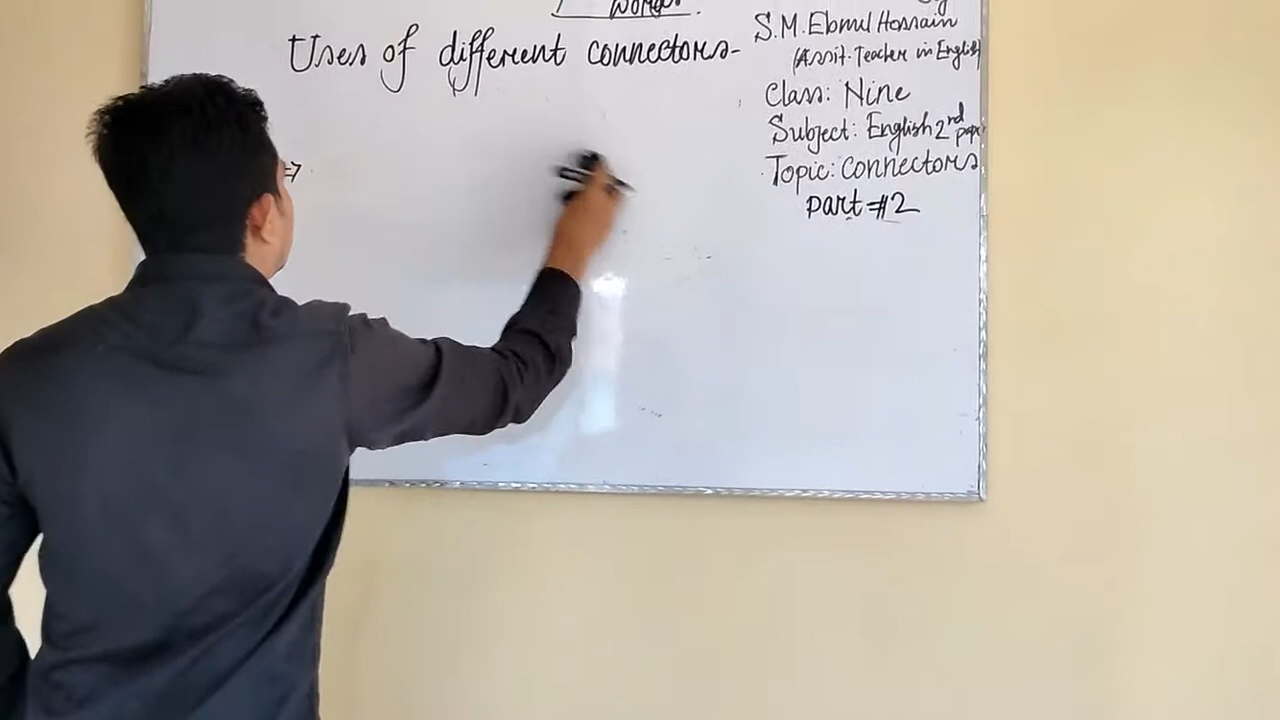 Uses of different connectors-
S.M. Ebnul Hossain
(Assit. Teacher in English)
Class: Nine
Subject: English 2nd paper
Topic: Connectors
part #2